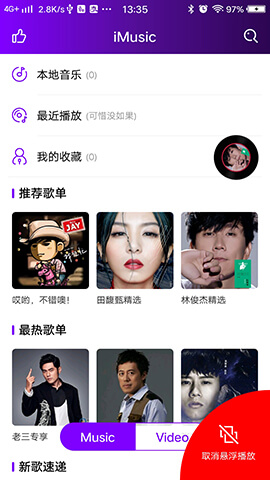 4G+ 2.8K/s 13:35 97%
iMusic
本地音乐 (0)
最近播放 (可惜没如果)
我的收藏 (0)
推荐歌单
JAY
哎哟，不错噢！ 田馥甄精选 林俊杰精选
最热歌单
老三专享
Music Video
取消悬浮播放
新歌速递